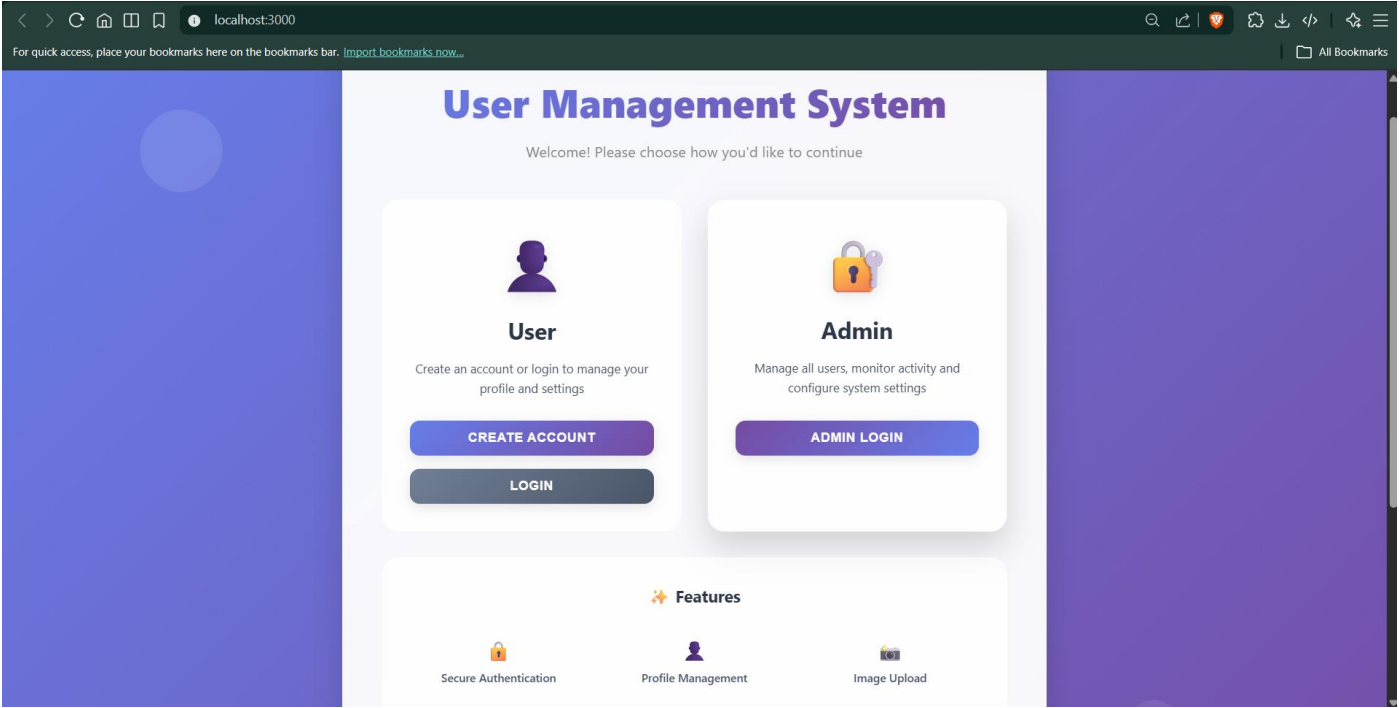 localhost:3000
For quick access, place your bookmarks here on the bookmarks bar. Import bookmarks now...
All Bookmarks
User Management System
Welcome! Please choose how you'd like to continue
User
Create an account or login to manage your
profile and settings
CREATE ACCOUNT
LOGIN
Admin
Manage all users, monitor activity and
configure system settings
ADMIN LOGIN
✨ Features
Secure Authentication
Profile Management
Image Upload